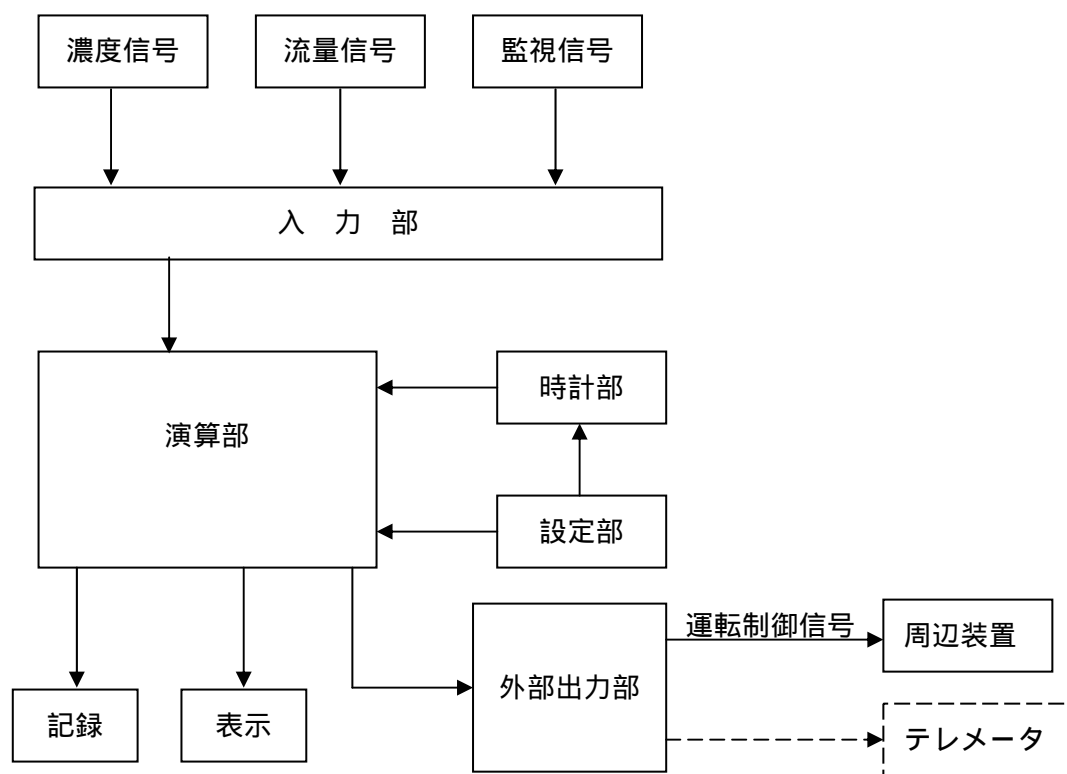 濃度信号
流量信号
監視信号
入 力 部
演算部
時計部
設定部
運転制御信号
周辺装置
外部出力部
記録
表示
テレメータ